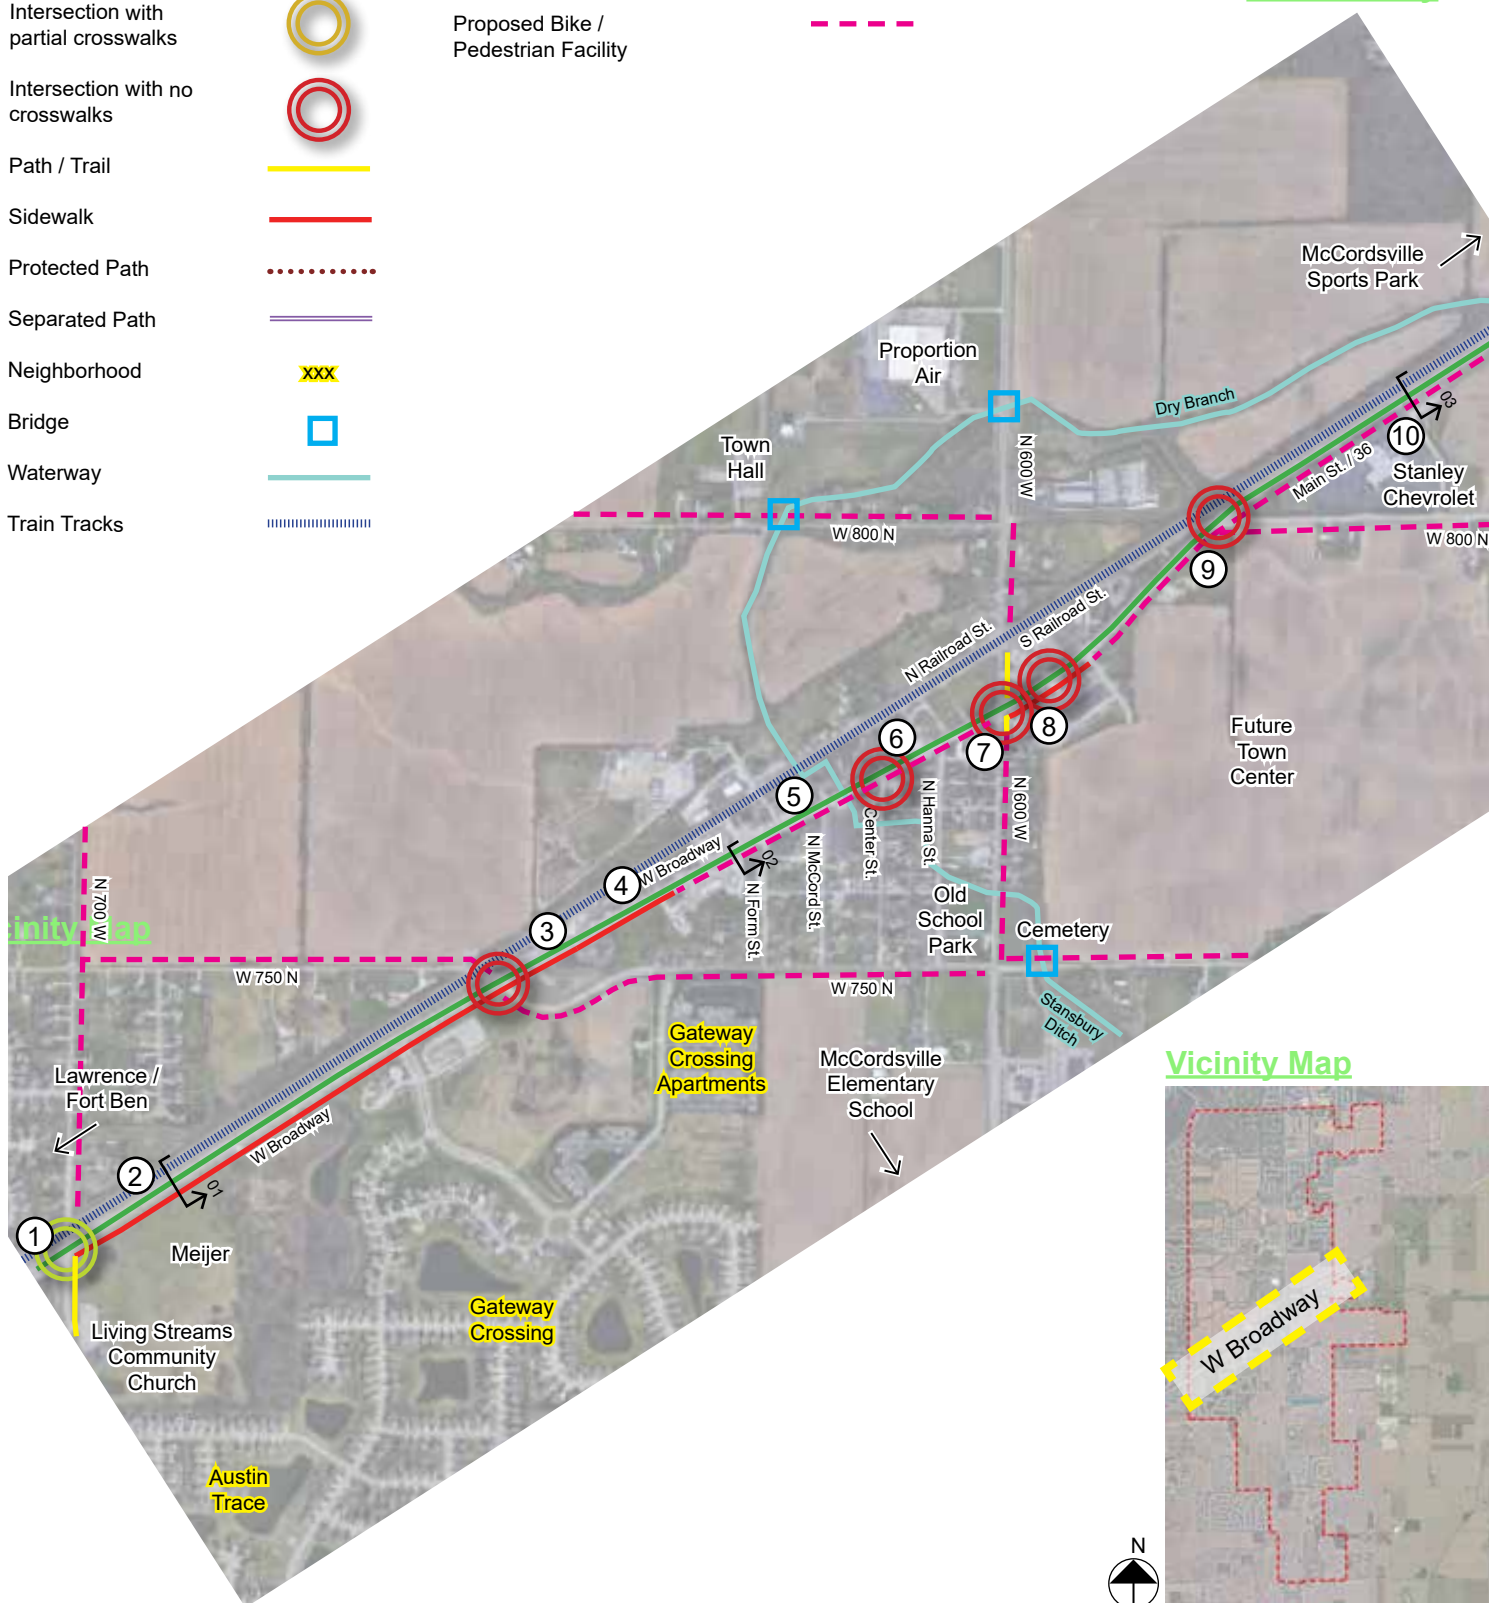 Intersection with
partial crosswalks
Intersection with no
crosswalks
Path / Trail
Sidewalk
Protected Path
Separated Path
Neighborhood
XXX
Bridge
Waterway
Train Tracks
Proposed Bike /
Pedestrian Facility
McCordsville
Sports Park
Proportion
Air
Dry Branch
03
10
Main St. / 36
Stanley
Chevrolet
Town
Hall
N 600 W
W 800 N
W 800 N
9
S Railroad St.
N Railroad St.
8
7
6
Future
Town
Center
5
N 600 W
N Hanna St.
Center St.
N McCord St.
02
W Broadway
N Form St.
4
Old
School
Park
Cemetery
3
N 700 W
cinity Map
W 750 N
W 750 N
Stansbury
Ditch
Gateway
Crossing
Apartments
McCordsville
Elementary
School
Lawrence /
Fort Ben
W Broadway
2
01
1
Meijer
Living Streams
Community
Church
Gateway
Crossing
Austin
Trace
Vicinity Map
W Broadway
N